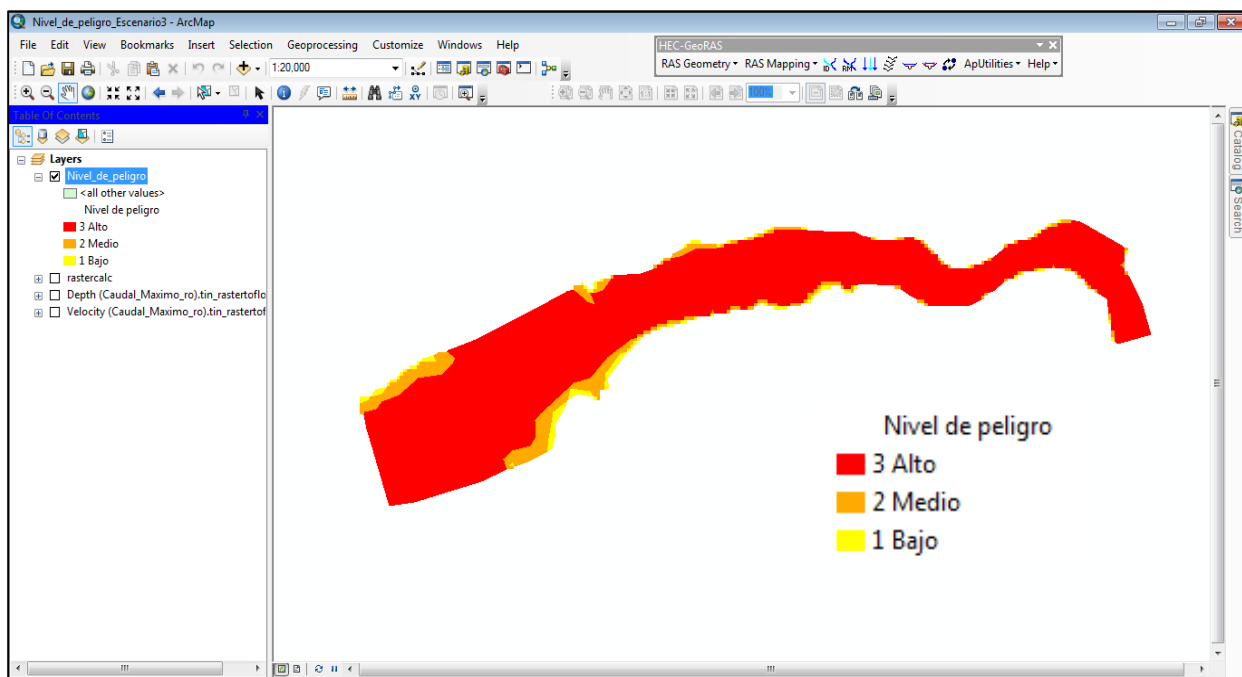 Nivel_de_peligro_Escenario3 - ArcMap
File Edit View Bookmarks Insert Selection Geoprocessing Customize Windows Help
HEC-GeoRAS
RAS Geometry RAS Mapping ApUtilities Help
1:20,000
100%
Table Of Contents
Layers
Nivel_de_peligro
<all other values>
Nivel de peligro
3 Alto
2 Medio
1 Bajo
rastercalc
Depth (Caudal_Maximo_ro).tin_rastertoflo
Velocity (Caudal_Maximo_ro).tin_rastertof
Nivel de peligro
3 Alto
2 Medio
1 Bajo
Catalog
Search